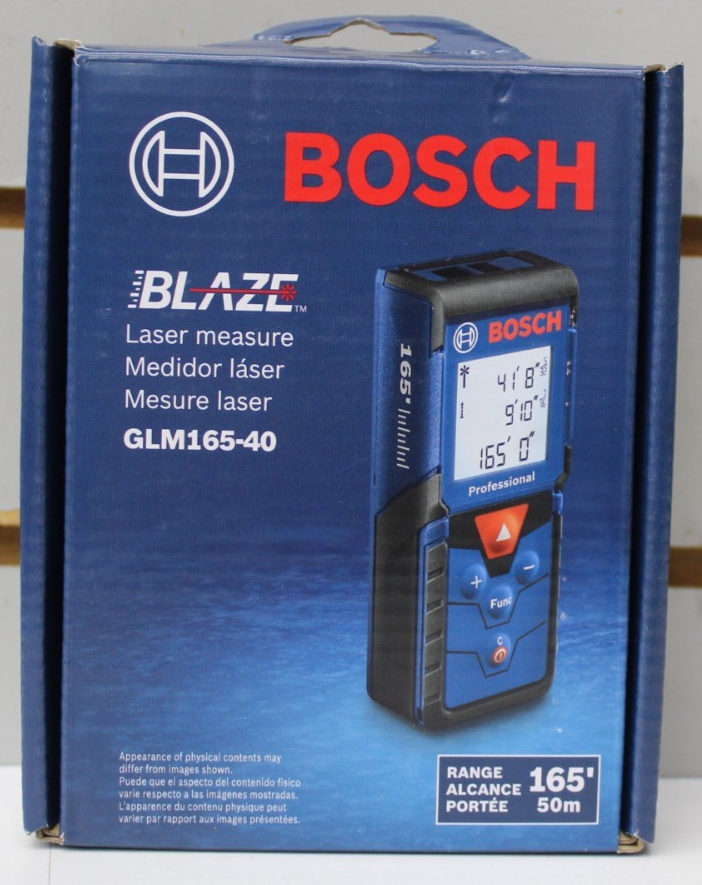 BOSCH
BLAZE™
Laser measure
Medidor láser
Mesure laser
GLM165-40
165'
BOSCH
41' 8"
9' 10"
165' 0"
Professional
+
−
Func
C
Appearance of physical contents may
differ from images shown.
Puede que el aspecto del contenido físico
varíe respecto a las imágenes mostradas.
L'apparence du contenu physique peut
varier par rapport aux images présentées.
RANGE
ALCANCE
PORTÉE
165'
50m